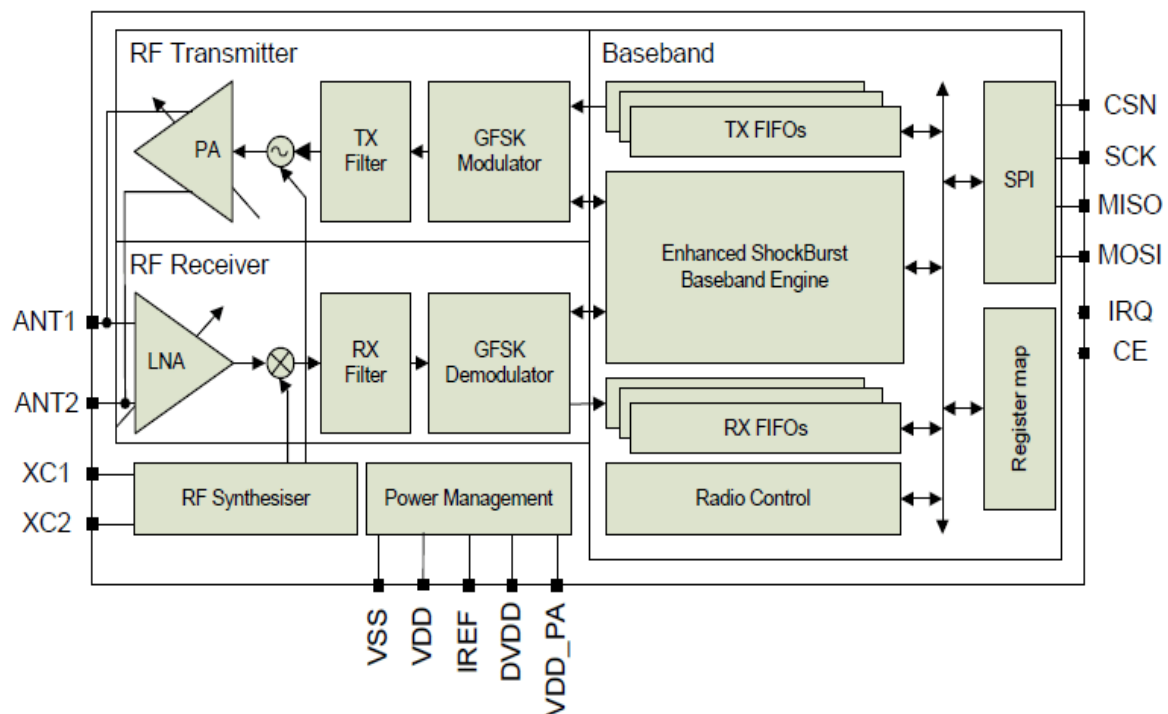 RF Transmitter
PA
TX
Filter
GFSK
Modulator
RF Receiver
LNA
RX
Filter
GFSK
Demodulator
RF Synthesiser
Power Management
Baseband
TX FIFOs
Enhanced ShockBurst
Baseband Engine
RX FIFOs
Radio Control
SPI
Register map
CSN
SCK
MISO
MOSI
IRQ
CE
ANT1
ANT2
XC1
XC2
VSS
VDD
IREF
DVDD
VDD_PA